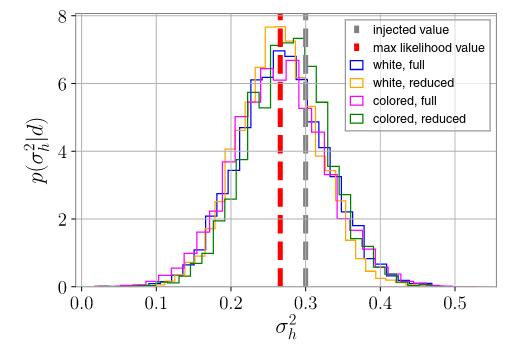 8
6
4
2
0
p(σ_h^2|d)
injected value
max likelihood value
white, full
white, reduced
colored, full
colored, reduced
0.0 0.1 0.2 0.3 0.4 0.5
σ_h^2